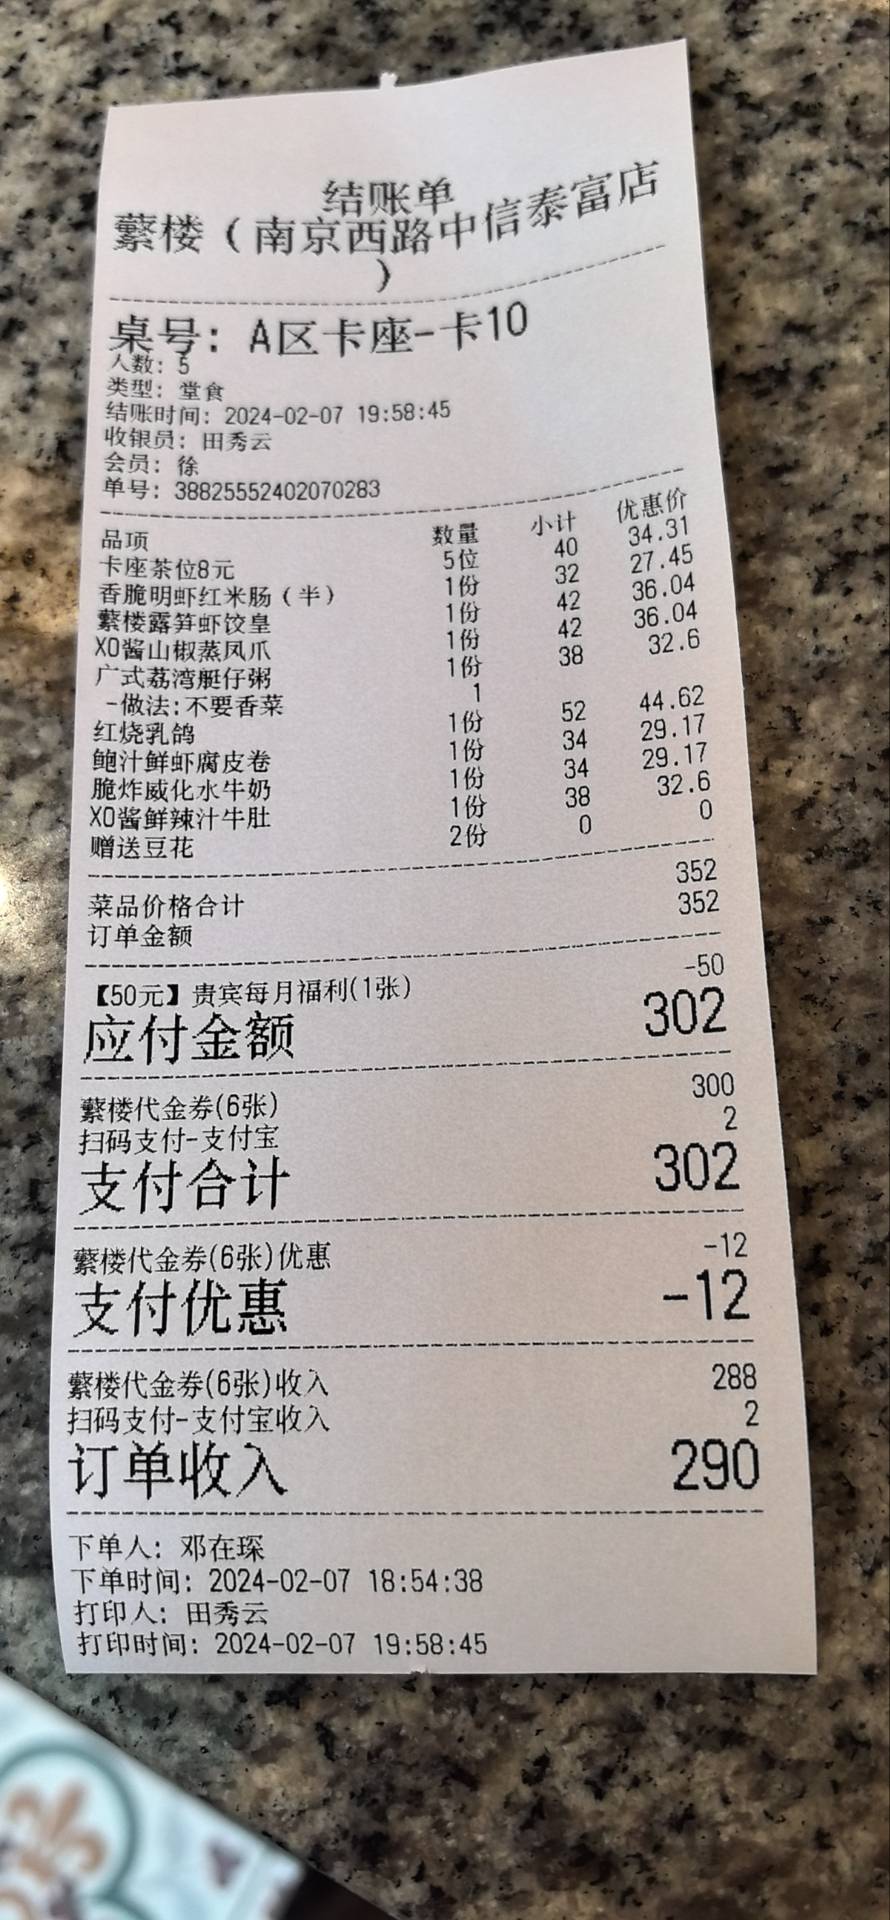 结账单
蘩楼（南京西路中信泰富店
）
桌号: A区卡座-卡10
人数: 5
类型: 堂食
结账时间: 2024-02-07 19:58:45
收银员: 田秀云
会员: 徐
单号: 388255552402070283
品项 数量 小计 优惠价
卡座茶位8元 5位 40 34.31
香脆明虾红米肠（半） 1份 32 27.45
蘩楼露笋虾饺皇 1份 42 36.04
XO酱山椒蒸凤爪 1份 42 36.04
广式荔湾艇仔粥 1份 38 32.6
-做法:不要香菜 1
红烧乳鸽 1份 52 44.62
鲍汁鲜虾腐皮卷 1份 34 29.17
脆炸威化水牛奶 1份 34 29.17
XO酱鲜辣汁牛肚 1份 38 32.6
赠送豆花 2份 0 0
菜品价格合计 352
订单金额 352
【50元】贵宾每月福利(1张) -50
应付金额 302
蘩楼代金券(6张) 300
扫码支付-支付宝 2
支付合计 302
蘩楼代金券(6张)优惠 -12
支付优惠 -12
蘩楼代金券(6张)收入 288
扫码支付-支付宝收入 2
订单收入 290
下单人: 邓在琛
下单时间: 2024-02-07 18:54:38
打印人: 田秀云
打印时间: 2024-02-07 19:58:45